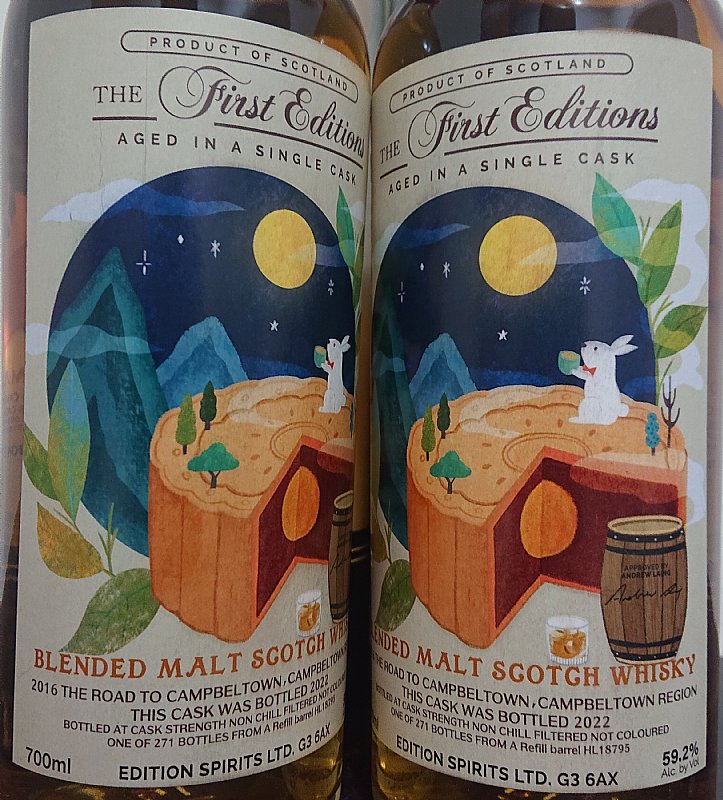 PRODUCT OF SCOTLAND
THE First Editions
AGED IN A SINGLE CASK
BLENDED MALT SCOTCH WHIS
2016 THE ROAD TO CAMPBELTOWN, CAMPBELTOWN
THIS CASK WAS BOTTLED 2022
BOTTLED AT CASK STRENGTH NON CHILL FILTERED NOT COLOU
ONE OF 271 BOTTLES FROM A Refill barrel HL187
700ml
EDITION SPIRITS LTD. G3 6AX
PRODUCT OF SCOTLAND
THE First Editions
AGED IN A SINGLE CASK
APPROVED BY
ANDREW LAING
LENDED MALT SCOTCH WHISKY
THE ROAD TO CAMPBELTOWN, CAMPBELTOWN REGION
THIS CASK WAS BOTTLED 2022
BOTTLED AT CASK STRENGTH NON CHILL FILTERED NOT COLOURED
ONE OF 271 BOTTLES FROM A Refill barrel HL18795
EDITION SPIRITS LTD. G3 6AX
59.2%
Alc. by Vol